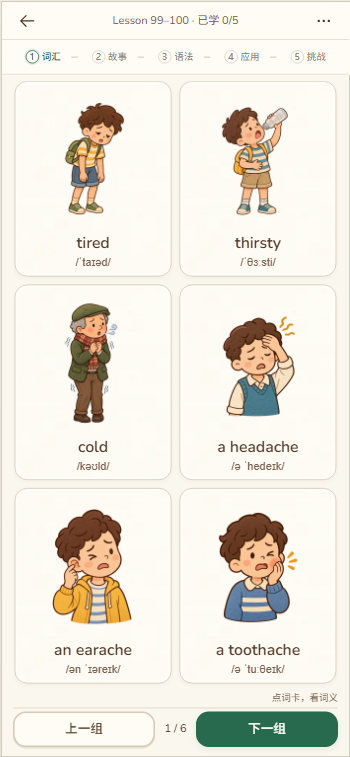 Lesson 99–100 · 已学 0/5
1 词汇 – 2 故事 – 3 语法 – 4 应用 – 5 挑战
tired
/ˈtaɪəd/
thirsty
/ˈθɜːsti/
cold
/kəʊld/
a headache
/ə ˈhedeɪk/
an earache
/ən ˈɪəreɪk/
a toothache
/ə ˈtuːθeɪk/
点词卡，看词义
上一组 1 / 6 下一组